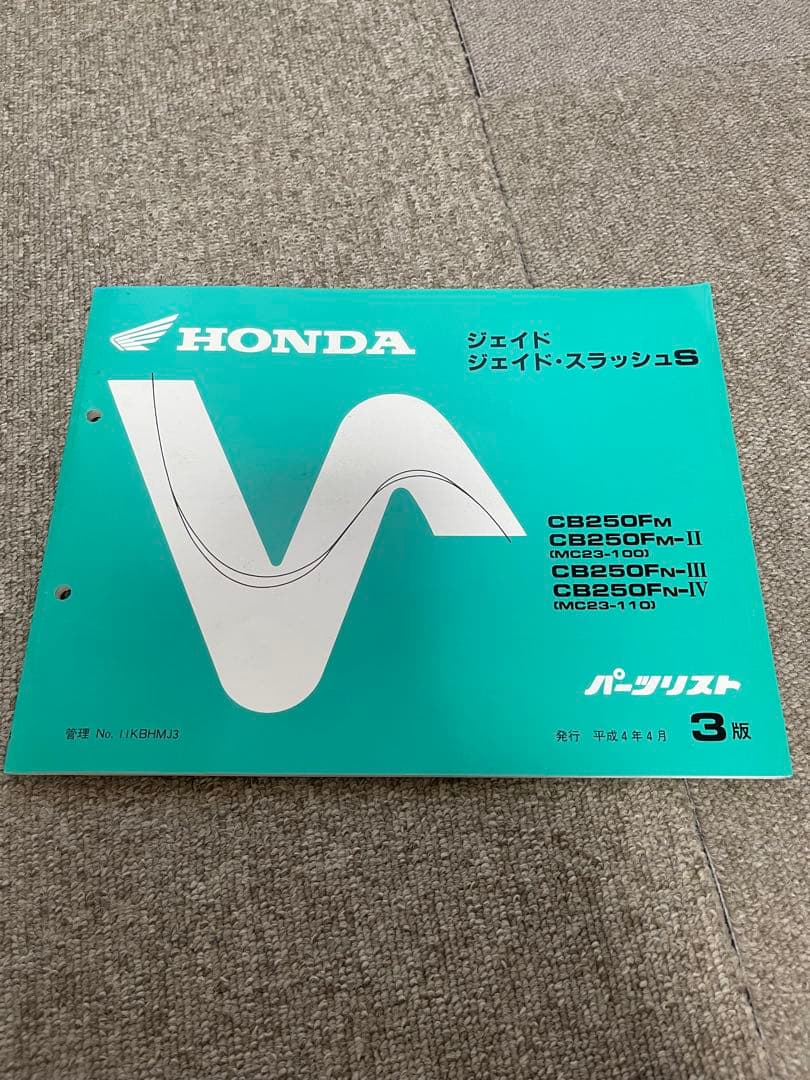 HONDA
ジェイド
ジェイド・スラッシュS
CB250FM
CB250FM-II
(MC23-100)
CB250FN-III
CB250FN-IV
(MC23-110)
パーツリスト
管理 No. 11KBHMJ3
発行 平成4年4月 3版